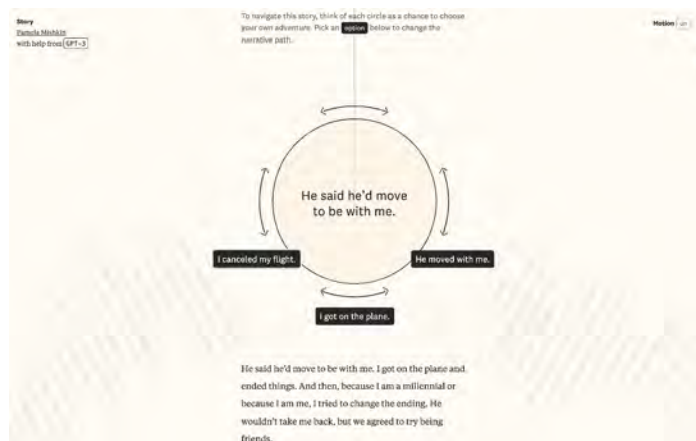 Story
Pamela Mishkin
with help from GPT-3
To navigate this story, think of each circle as a chance to choose
your own adventure. Pick an option below to change the
narrative path.
Motion on
He said he'd move
to be with me.
I canceled my flight.
He moved with me.
I got on the plane.
He said he'd move to be with me. I got on the plane and
ended things. And then, because I am a millennial or
because I am me, I tried to change the ending. He
wouldn't take me back, but we agreed to try being
friends.